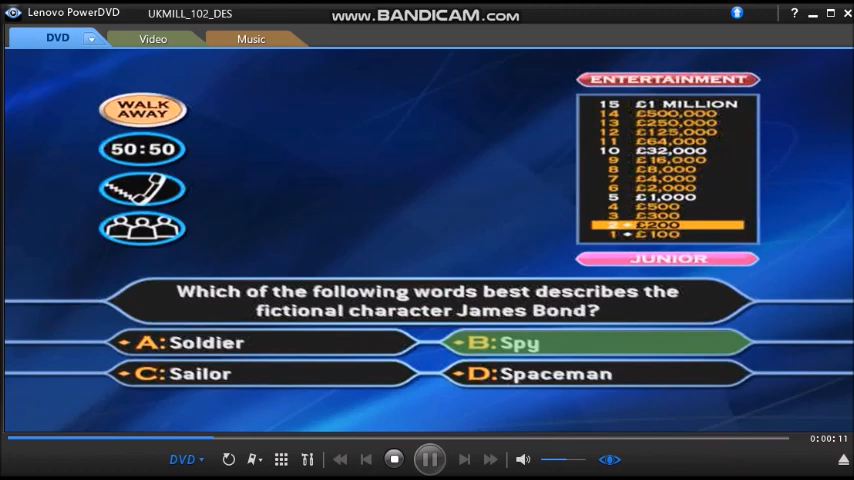 Lenovo PowerDVD
UKMILL_102_DES
www.BANDICAM.com
DVD
Video
Music
WALK AWAY
50:50
ENTERTAINMENT
15 £1 MILLION
14 £500,000
13 £250,000
12 £125,000
11 £64,000
10 £32,000
9 £16,000
8 £8,000
7 £4,000
6 £2,000
5 £1,000
4 £500
3 £300
2 £200
1 £100
JUNIOR
Which of the following words best describes the
fictional character James Bond?
A: Soldier
B: Spy
C: Sailor
D: Spaceman
0:00:11
DVD